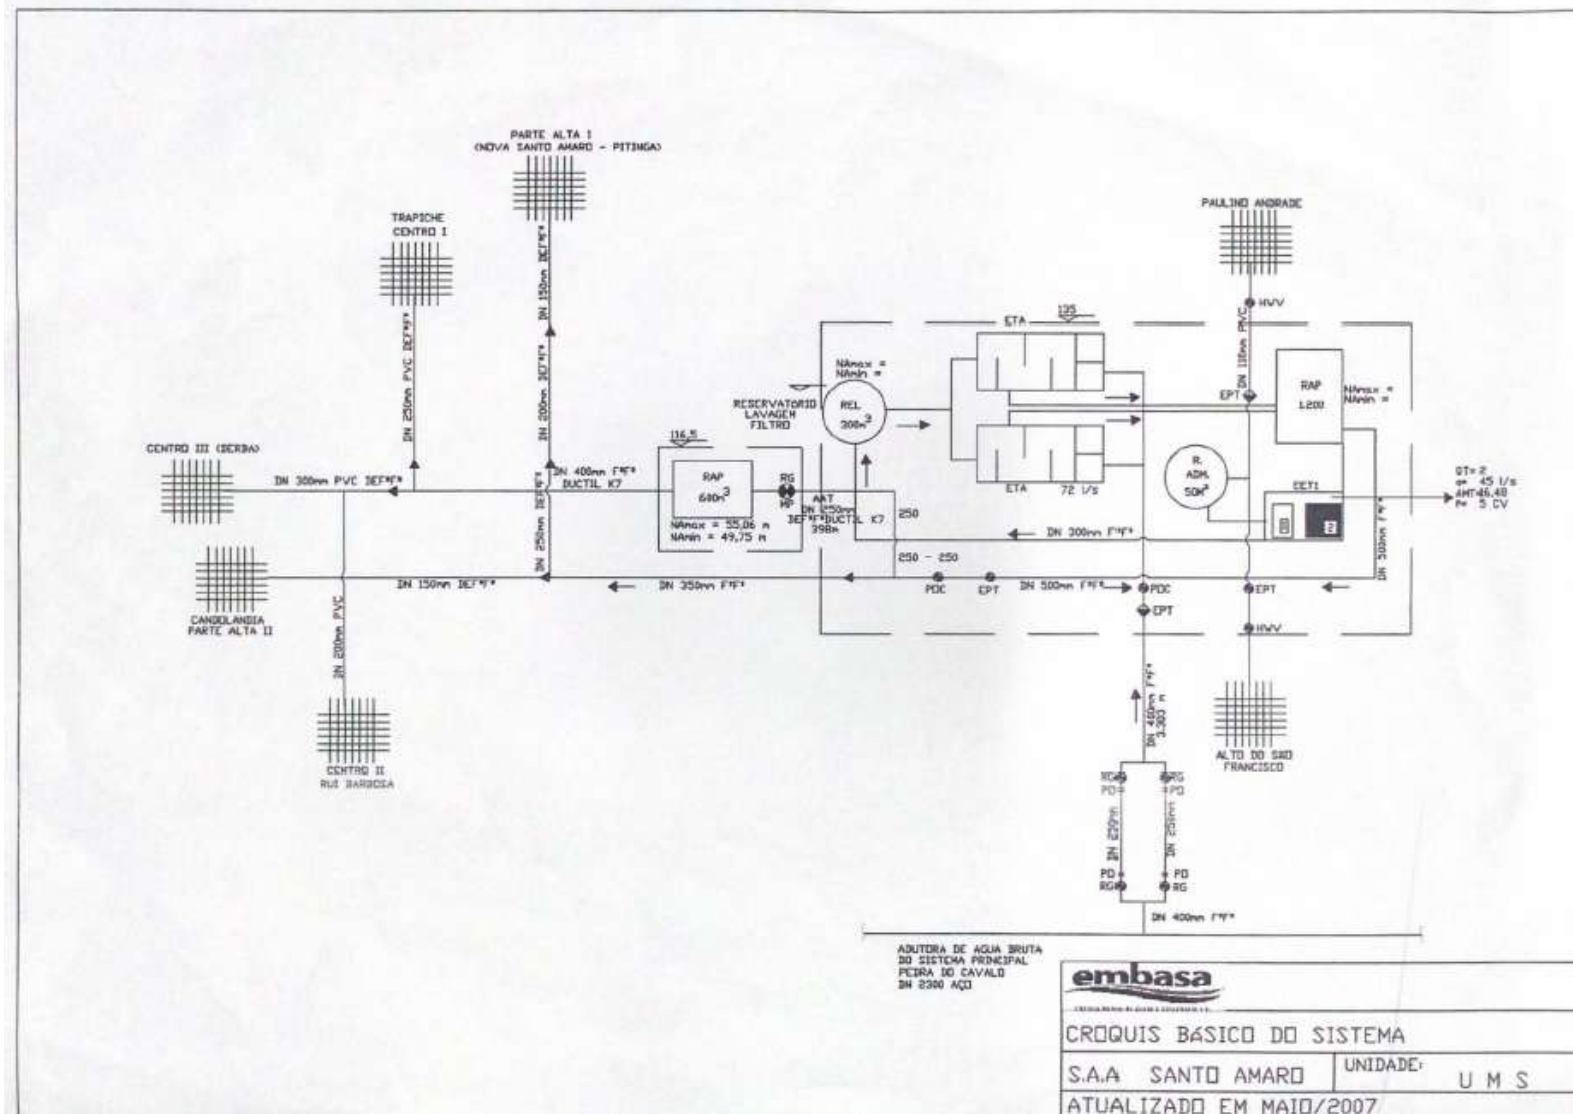 PARTE ALTA I
(NOVA SANTO AMARO - PITINGA)
TRAPICHE
CENTRO I
PAULINO ANDRADE
HWV
DN 110mm PVC
EPT
DN 150mm DEF°F°
DN 200mm DEF°F°
DN 250mm PVC DEF°F°
ETA
135
NAmax =
NAmin =
RESERVATORIO
LAVAGEM
FILTRO
REL
300m3
RAP
1.200
NAmax =
NAmin =
CENTRO III (DERBA)
DN 300mm PVC DEF°F°
DN 400mm F°F°
DUCTIL K7
116,5
RAP
600m3
NAmax = 55,06 m
NAmin = 49,75 m
RG
AAT
DN 250mm
DEF°F°DUCTIL K7
398m
250
250 - 250
ETA
72 l/s
R.
ADM.
50M3
EET1
2
QT= 2
q= 45 l/s
AMT=46,48
P= 5 CV
DN 300mm F°F°
DN 500mm F°F°
DN 250mm DEF°F°
DN 150mm DEF°F°
DN 350mm F°F°
PDC
EPT
DN 500mm F°F°
PDC
EPT
EPT
HWV
CANDOLANDIA
PARTE ALTA II
DN 200mm PVC
CENTRO II
RUI BARBOSA
DN 400mm F°F°
3.303 m
ALTO DO SAO
FRANCISCO
RG
RG
PD
PD
DN 250mm
DN 250mm
PD
PD
RG
RG
DN 400mm F°F°
ADUTORA DE AGUA BRUTA
DO SISTEMA PRINCIPAL
PEDRA DO CAVALO
DN 2300 AÇO
embasa
CROQUIS BÁSICO DO SISTEMA
S.A.A SANTO AMARO
UNIDADE:
U M S
ATUALIZADO EM MAIO/2007